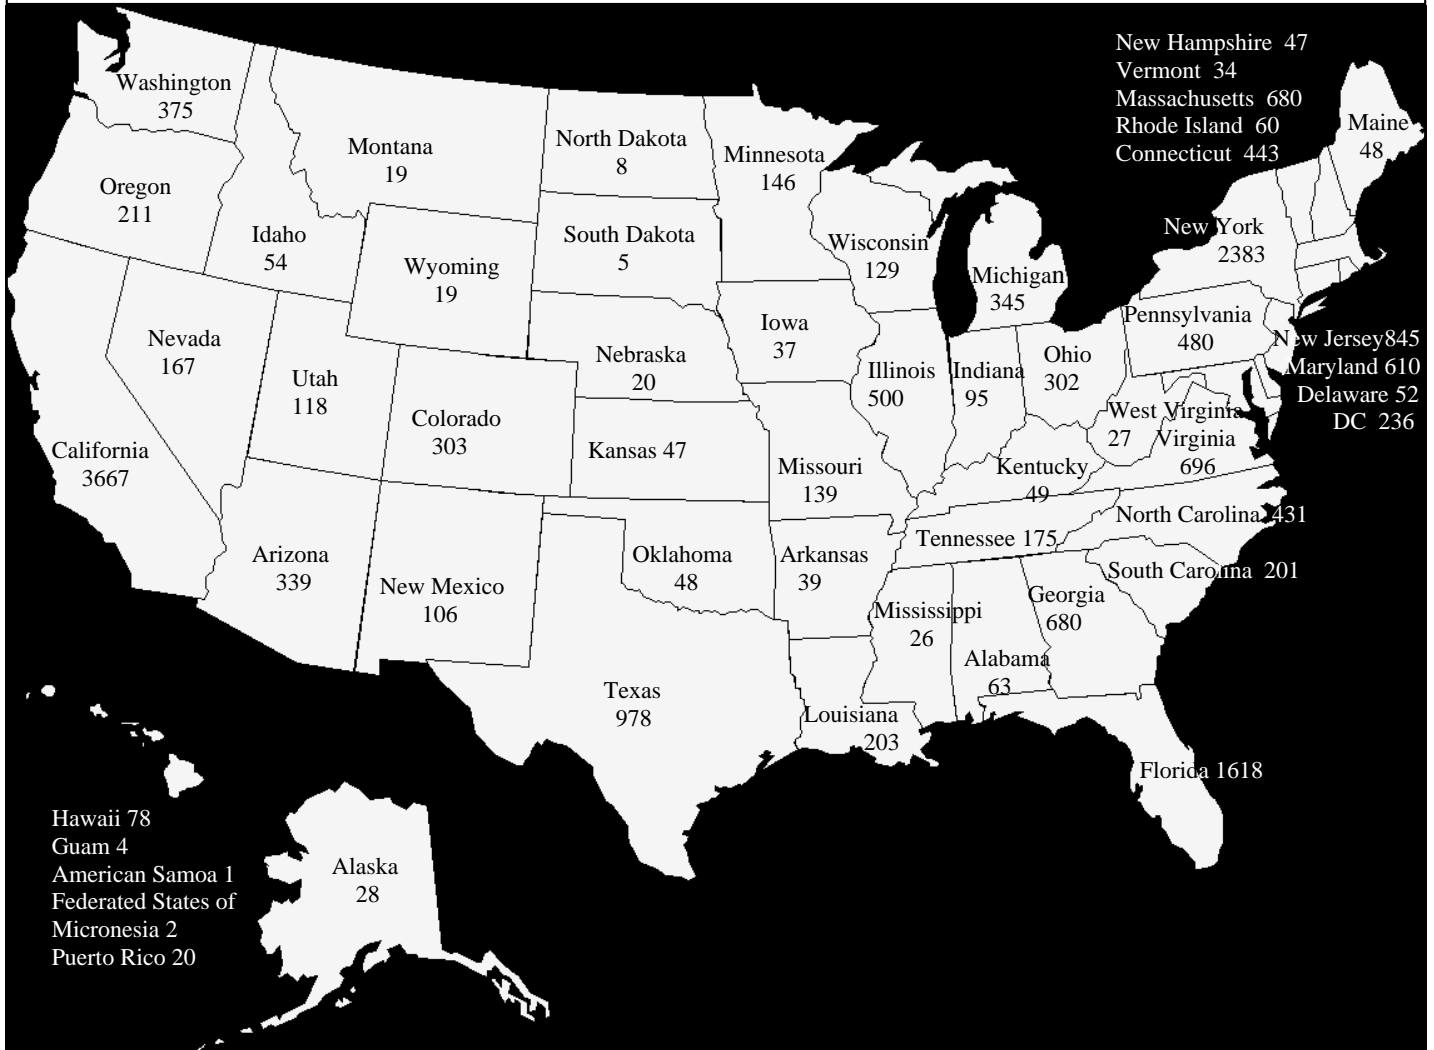 New Hampshire 47
Vermont 34
Massachusetts 680
Rhode Island 60
Connecticut 443
Washington
375
Montana
19
North Dakota
8
Minnesota
146
Maine
48
Oregon
211
Idaho
54
Wyoming
19
South Dakota
5
Wisconsin
129
Michigan
345
New York
2383
Nevada
167
Utah
118
Colorado
303
Nebraska
20
Iowa
37
Illinois
500
Indiana
95
Ohio
302
Pennsylvania
480
New Jersey845
Maryland 610
Delaware 52
DC 236
West Virginia
27
Virginia
696
California
3667
Kansas 47
Missouri
139
Kentucky
49
North Carolina 431
Tennessee 175
South Carolina 201
Arizona
339
New Mexico
106
Oklahoma
48
Arkansas
39
Mississippi
26
Alabama
63
Georgia
680
Texas
978
Louisiana
203
Florida 1618
Hawaii 78
Guam 4
American Samoa 1
Federated States of
Micronesia 2
Puerto Rico 20
Alaska
28